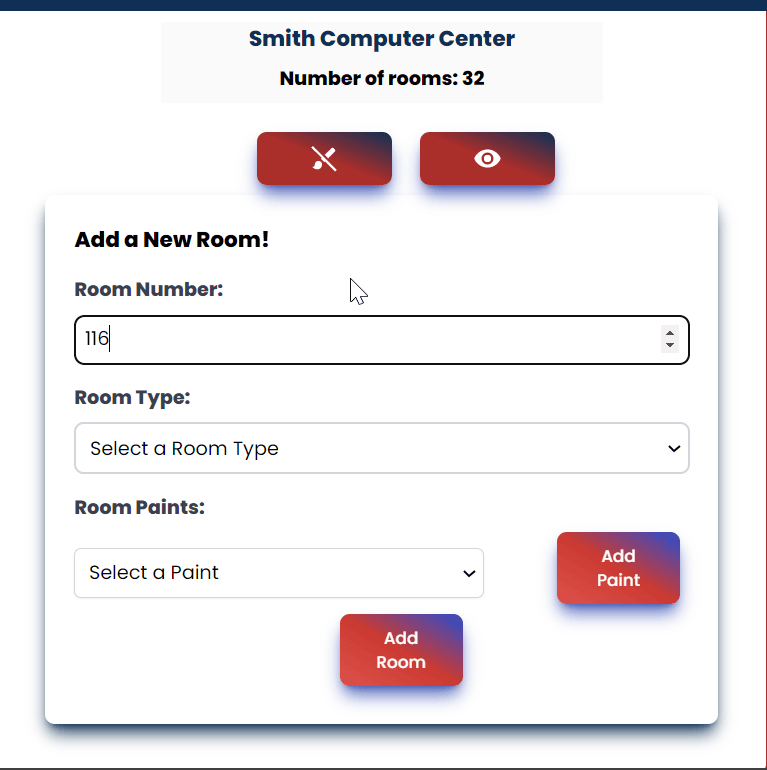 Smith Computer Center
Number of rooms: 32
Add a New Room!
Room Number:
116
Room Type:
Select a Room Type
Room Paints:
Select a Paint
Add
Paint
Add
Room